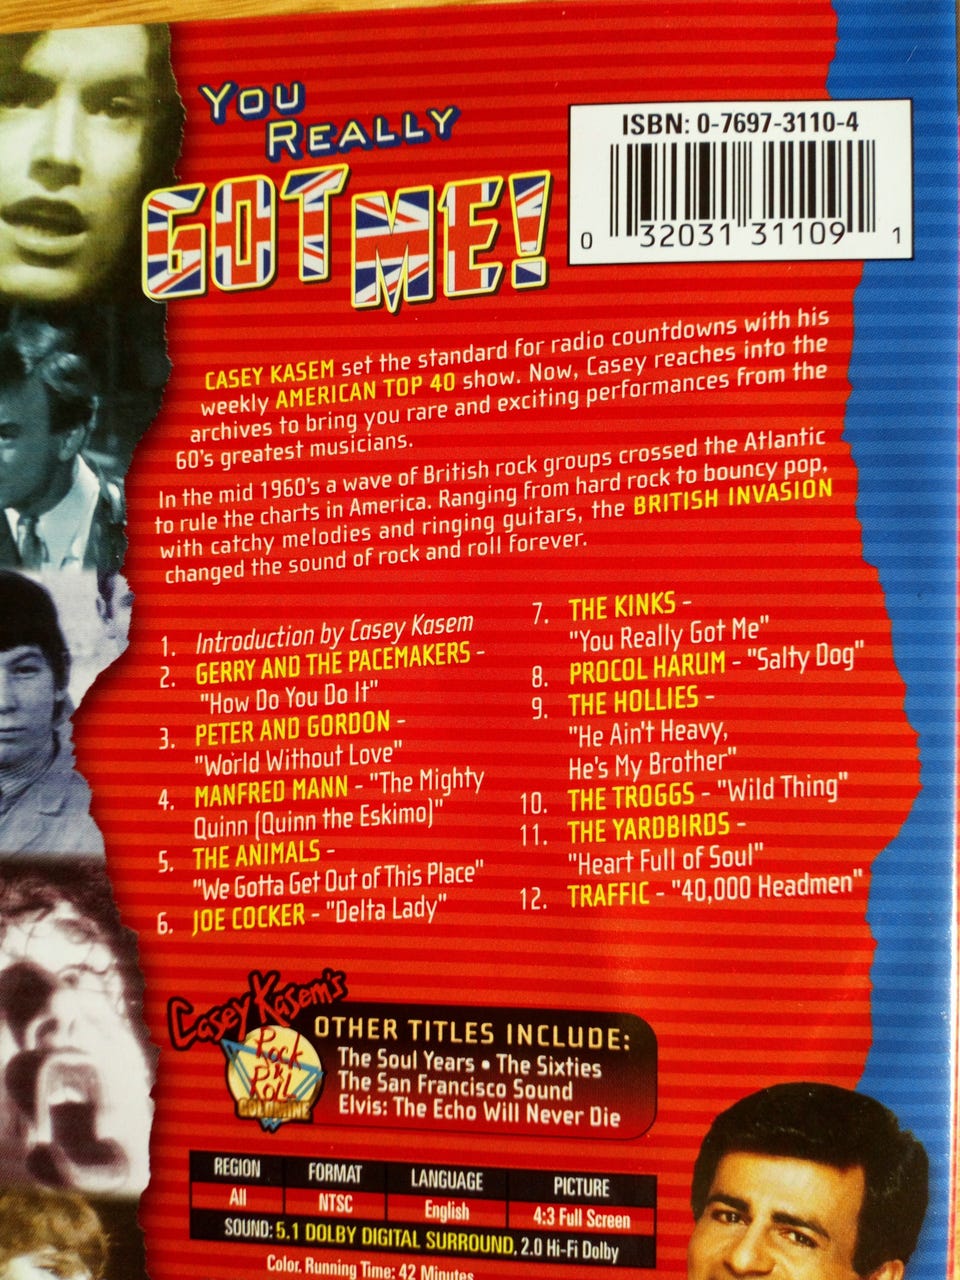 YOU
REALLY
GOT ME!
ISBN: 0-7697-3110-4
0 32031 31109 1
CASEY KASEM set the standard for radio countdowns with his
weekly AMERICAN TOP 40 show. Now, Casey reaches into the
archives to bring you rare and exciting performances from the
60's greatest musicians.
In the mid 1960's a wave of British rock groups crossed the Atlantic
to rule the charts in America. Ranging from hard rock to bouncy pop,
with catchy melodies and ringing guitars, the BRITISH INVASION
changed the sound of rock and roll forever.
1. Introduction by Casey Kasem
2. GERRY AND THE PACEMAKERS -
"How Do You Do It"
3. PETER AND GORDON -
"World Without Love"
4. MANFRED MANN - "The Mighty
Quinn (Quinn the Eskimo)"
5. THE ANIMALS -
"We Gotta Get Out of This Place"
6. JOE COCKER - "Delta Lady"
7. THE KINKS -
"You Really Got Me"
8. PROCOL HARUM - "Salty Dog"
9. THE HOLLIES -
"He Ain't Heavy,
He's My Brother"
10. THE TROGGS - "Wild Thing"
11. THE YARDBIRDS -
"Heart Full of Soul"
12. TRAFFIC - "40,000 Headmen"
Casey Kasem's
Rock
n
Roll
GOLDMINE
OTHER TITLES INCLUDE:
The Soul Years • The Sixties
The San Francisco Sound
Elvis: The Echo Will Never Die
REGION FORMAT LANGUAGE PICTURE
All NTSC English 4:3 Full Screen
SOUND: 5.1 DOLBY DIGITAL SURROUND, 2.0 Hi-Fi Dolby
Color. Running Time: 42 Minutes